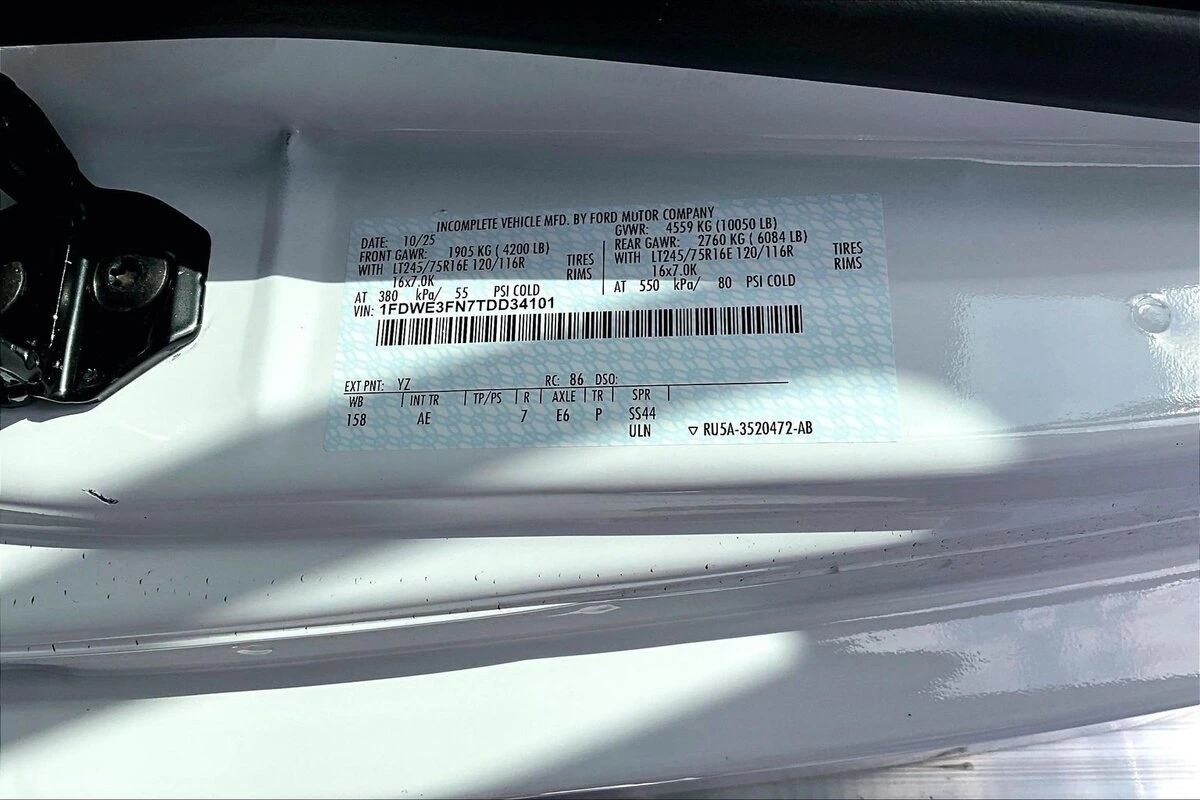 INCOMPLETE VEHICLE MFD. BY FORD MOTOR COMPANY
DATE: 10/25 GVWR: 4559 KG (10050 LB)
FRONT GAWR: 1905 KG ( 4200 LB) REAR GAWR: 2760 KG ( 6084 LB)
WITH LT245/75R16E 120/116R TIRES WITH LT245/75R16E 120/116R TIRES
16x7.0K RIMS 16x7.0K RIMS
AT 380 kPa/ 55 PSI COLD AT 550 kPa/ 80 PSI COLD
VIN: 1FDWE3FN7TDD34101
EXT PNT: YZ RC: 86 DSO:
WB INT TR TP/PS R AXLE TR SPR
158 AE 7 E6 P SS44
ULN ▽ RU5A-3520472-AB